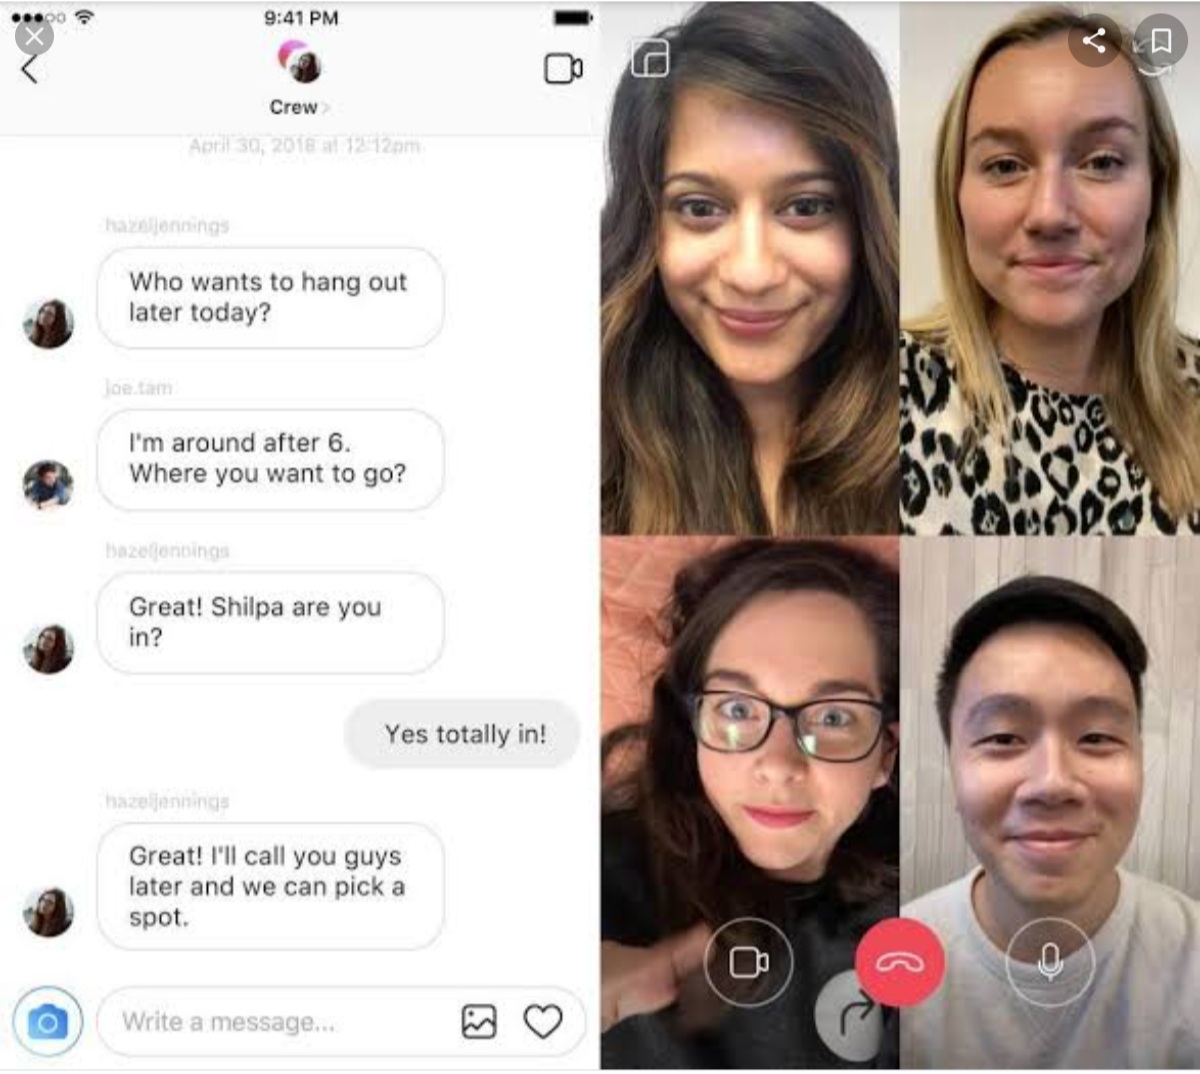 9:41 PM
Crew
April 30, 2018 at 12:12pm
hazeljennings
Who wants to hang out
later today?
joe.tam
I'm around after 6.
Where you want to go?
hazeljennings
Great! Shilpa are you
in?
Yes totally in!
hazeljennings
Great! I'll call you guys
later and we can pick a
spot.
Write a message...